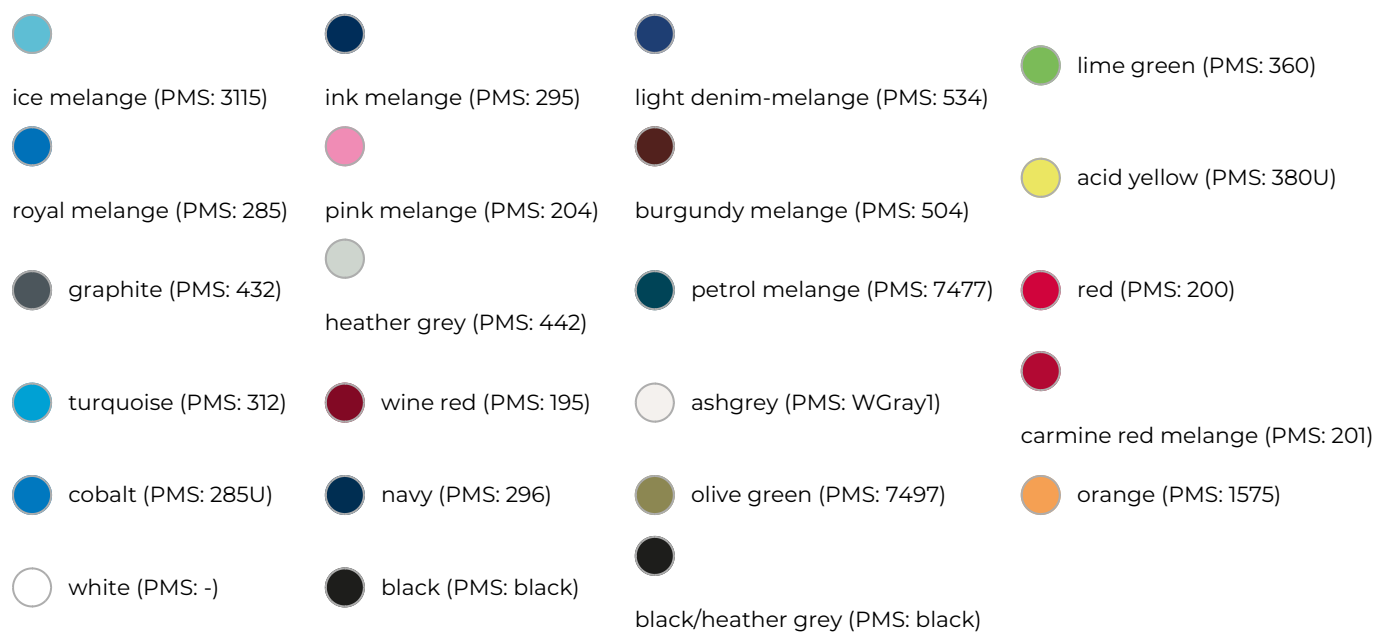 ice melange (PMS: 3115)
ink melange (PMS: 295)
light denim-melange (PMS: 534)
lime green (PMS: 360)
royal melange (PMS: 285)
pink melange (PMS: 204)
burgundy melange (PMS: 504)
acid yellow (PMS: 380U)
graphite (PMS: 432)
heather grey (PMS: 442)
petrol melange (PMS: 7477)
red (PMS: 200)
turquoise (PMS: 312)
wine red (PMS: 195)
ashgrey (PMS: WGray1)
carmine red melange (PMS: 201)
cobalt (PMS: 285U)
navy (PMS: 296)
olive green (PMS: 7497)
orange (PMS: 1575)
white (PMS: -)
black (PMS: black)
black/heather grey (PMS: black)